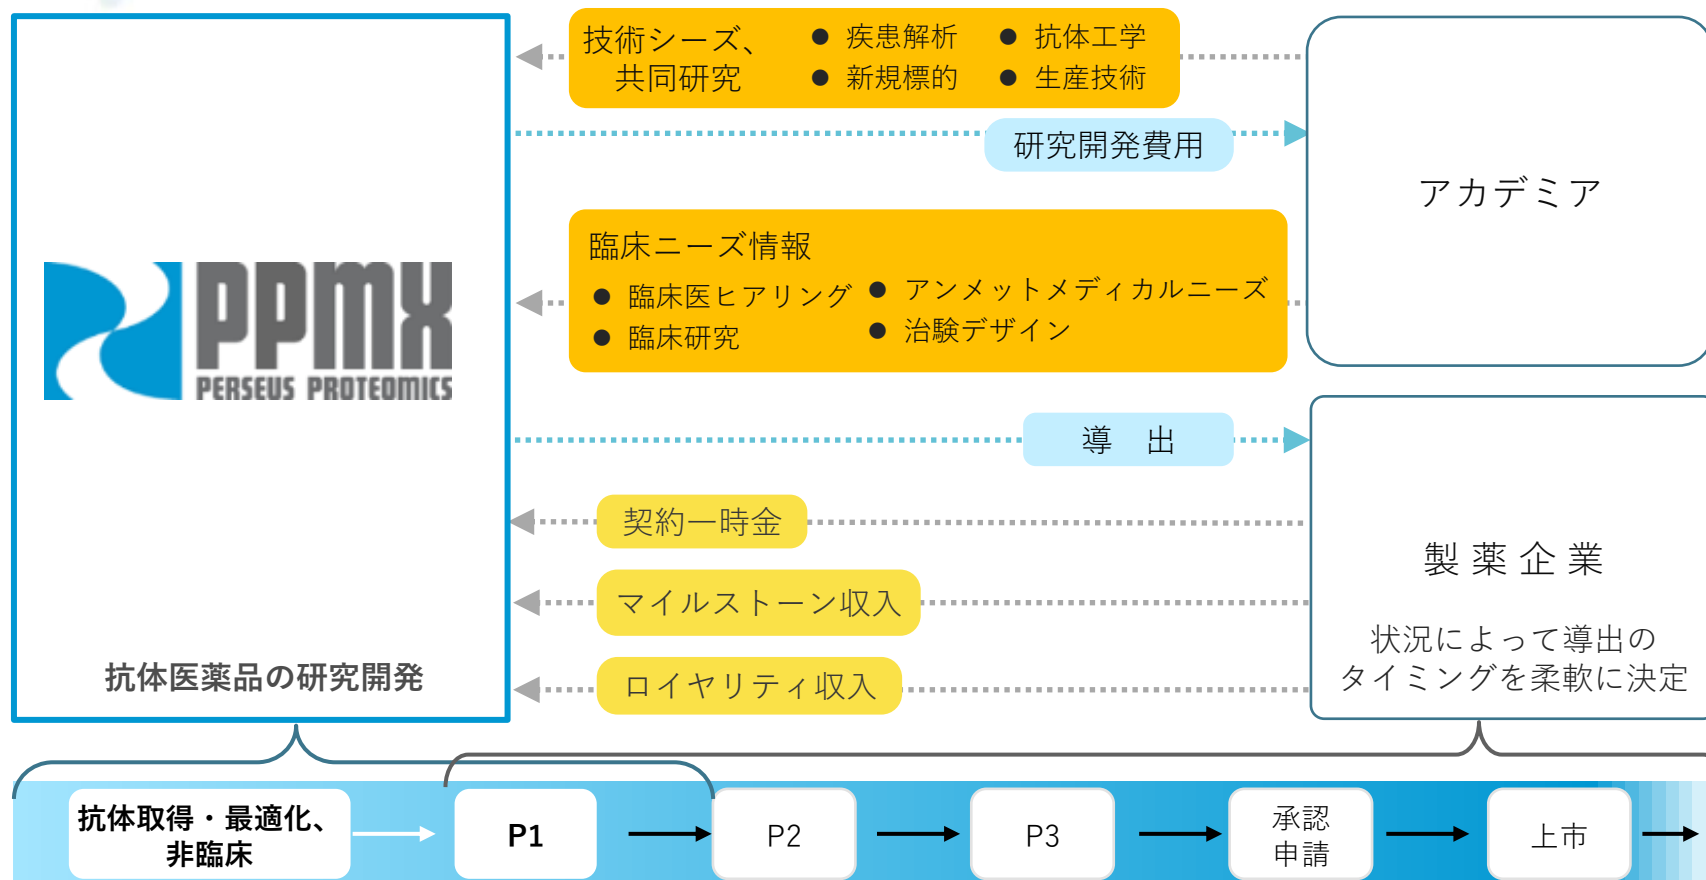 技術シーズ、
共同研究
● 疾患解析
● 抗体工学
● 新規標的
● 生産技術
研究開発費用
アカデミア
臨床ニーズ情報
● 臨床医ヒアリング
● アンメットメディカルニーズ
● 臨床研究
● 治験デザイン
PPMX
PERSEUS PROTEOMICS
抗体医薬品の研究開発
導 出
契約一時金
マイルストーン収入
ロイヤリティ収入
製薬企業
状況によって導出の
タイミングを柔軟に決定
抗体取得・最適化、
非臨床
P1
P2
P3
承認
申請
上市